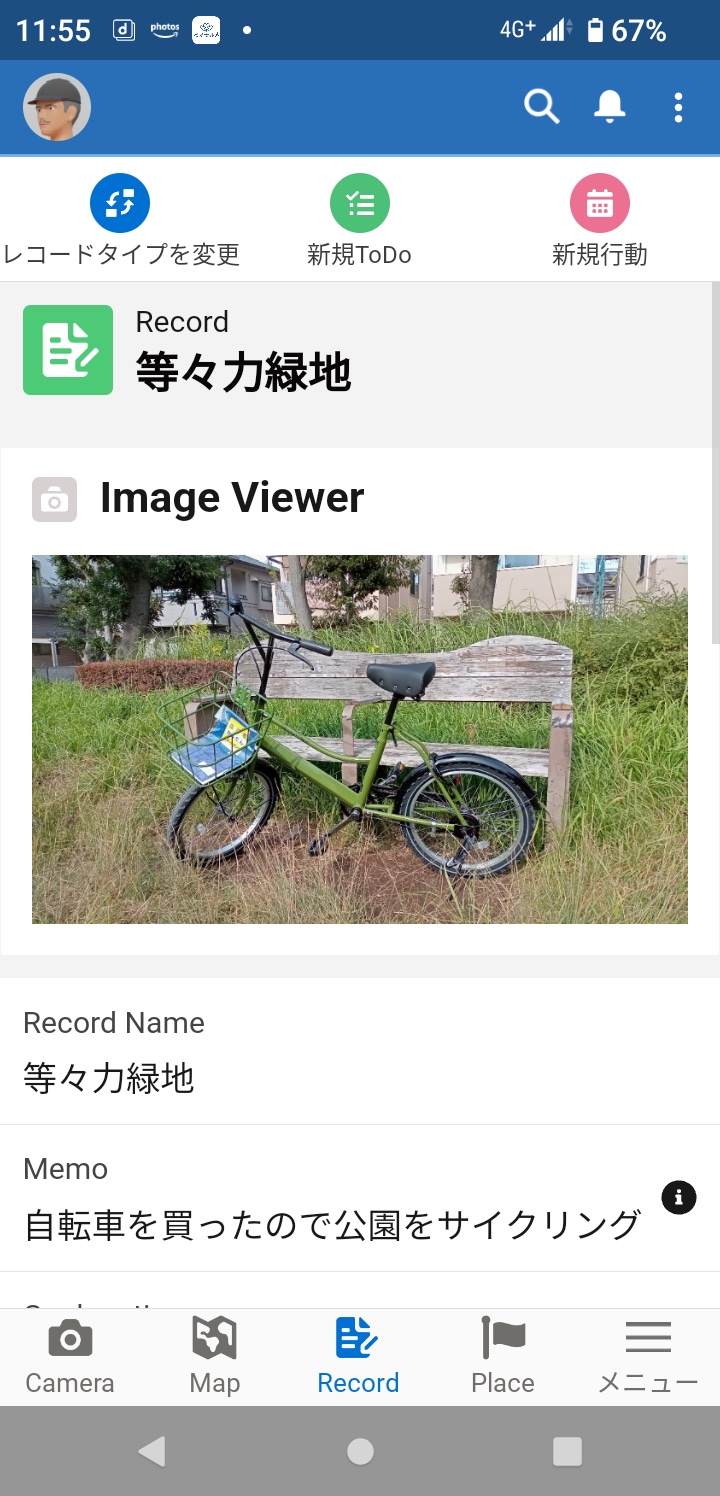 11:55
photos
4G+
67%
レコードタイプを変更
新規ToDo
新規行動
Record
等々力緑地
Image Viewer
Record Name
等々力緑地
Memo
自転車を買ったので公園をサイクリング
Camera
Map
Record
Place
メニュー